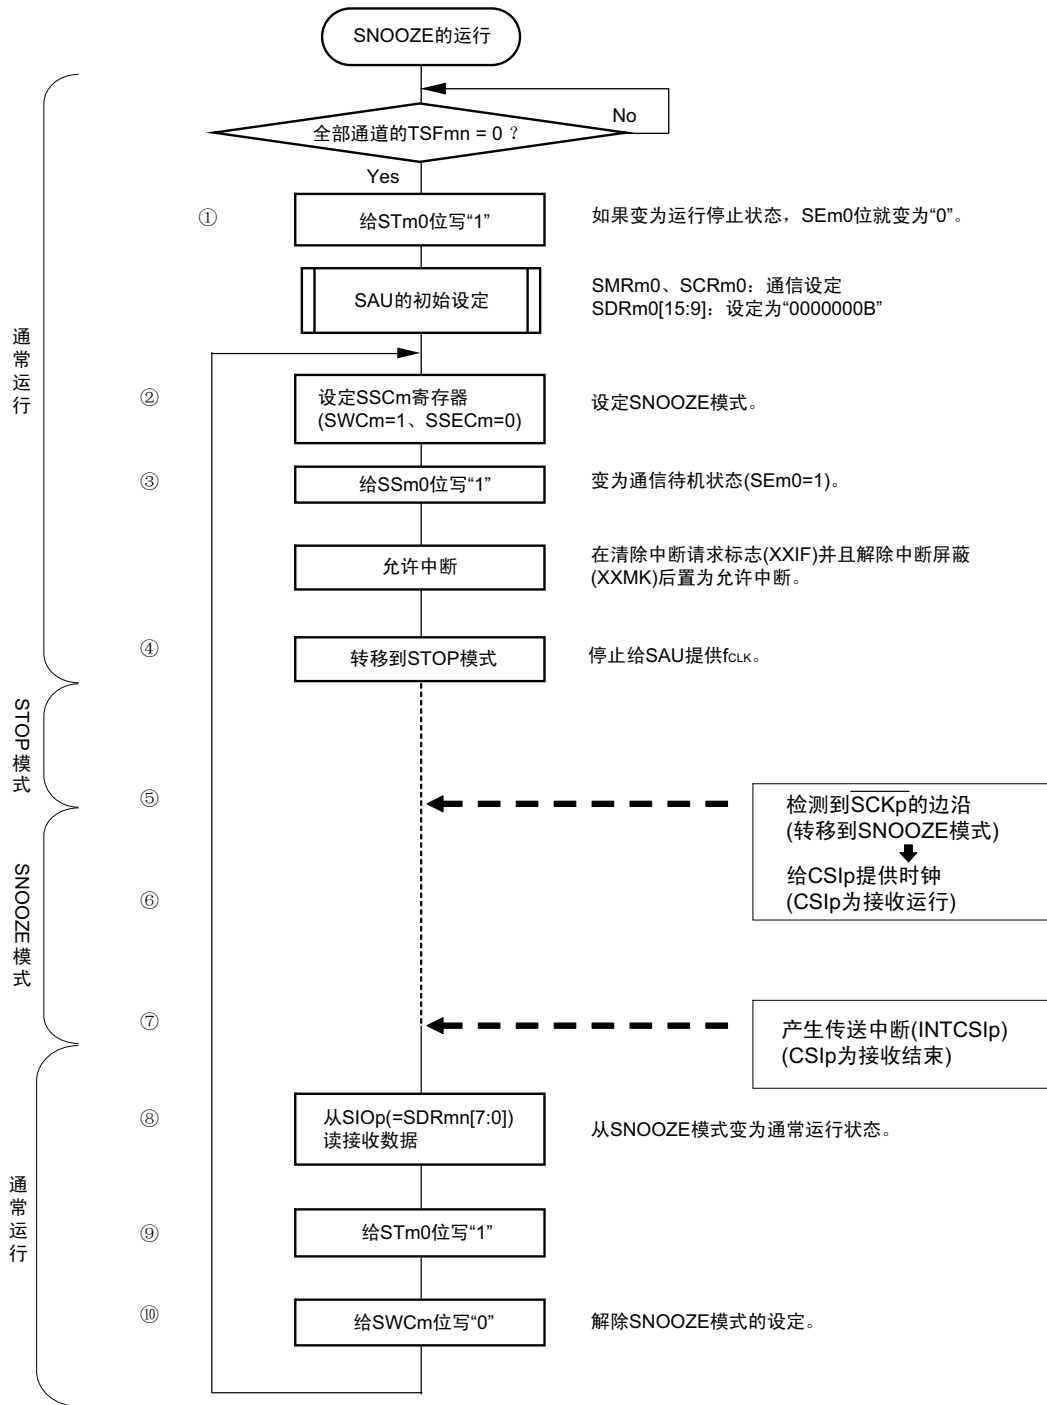 SNOOZE的运行
No
全部通道的TSFmn = 0 ?
Yes
①
给STm0位写“1”
如果变为运行停止状态，SEm0位就变为“0”。
SAU的初始设定
SMRm0、SCRm0：通信设定
SDRm0[15:9]：设定为“0000000B”
通常运行
②
设定SSCm寄存器
(SWCm=1、SSECm=0)
设定SNOOZE模式。
③
给SSm0位写“1”
变为通信待机状态(SEm0=1)。
允许中断
在清除中断请求标志(XXIF)并且解除中断屏蔽
(XXMK)后置为允许中断。
④
转移到STOP模式
停止给SAU提供fCLK。
STOP模式
⑤
检测到SCKp的边沿
(转移到SNOOZE模式)
给CSIp提供时钟
(CSIp为接收运行)
SNOOZE模式
⑥
⑦
产生传送中断(INTCSIp)
(CSIp为接收结束)
⑧
从SIOp(=SDRmn[7:0])
读接收数据
从SNOOZE模式变为通常运行状态。
通常运行
⑨
给STm0位写“1”
⑩
给SWCm位写“0”
解除SNOOZE模式的设定。